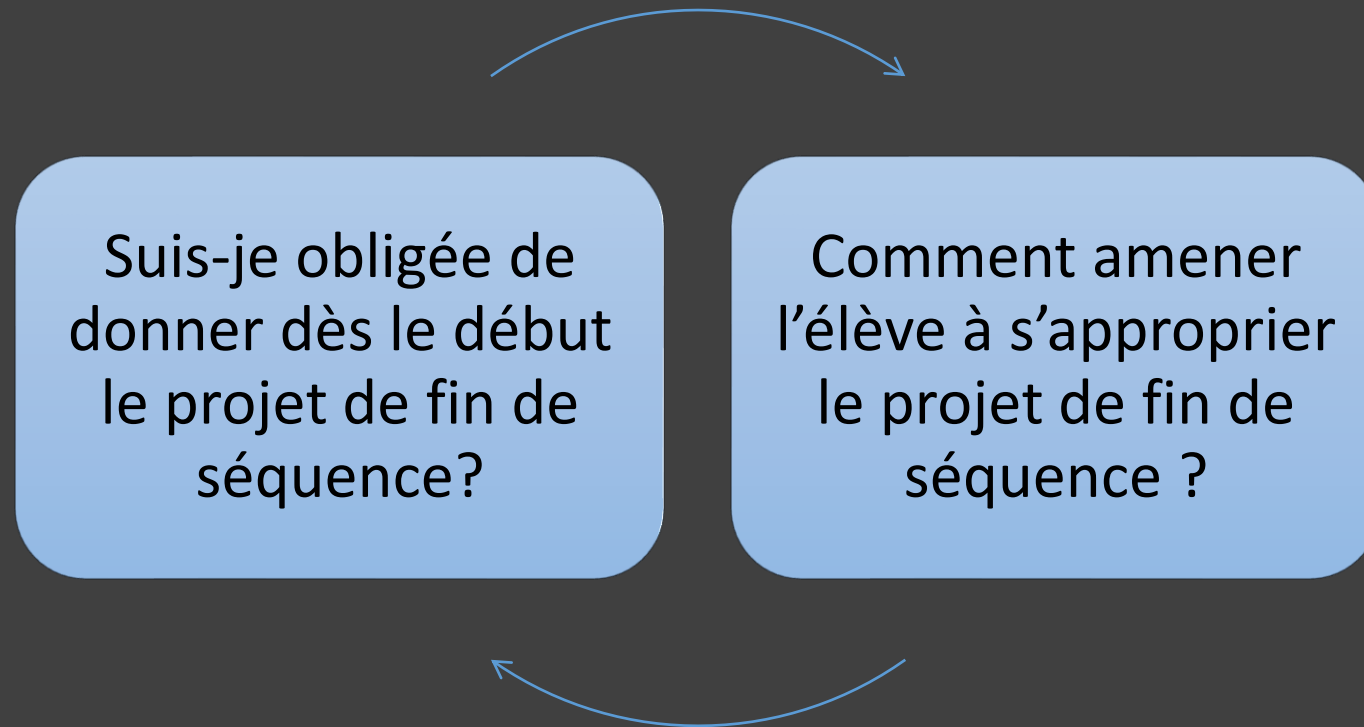 Suis-je obligée de
donner dès le début
le projet de fin de
séquence?
Comment amener
l’élève à s’approprier
le projet de fin de
séquence ?